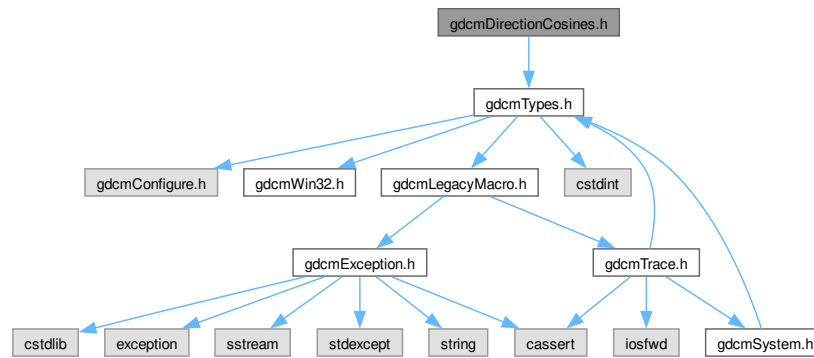 gdcmDirectionCosines.h
gdcmTypes.h
gdcmConfigure.h
gdcmWin32.h
gdcmLegacyMacro.h
cstdint
gdcmException.h
gdcmTrace.h
cstdlib
exception
sstream
stdexcept
string
cassert
iosfwd
gdcmSystem.h